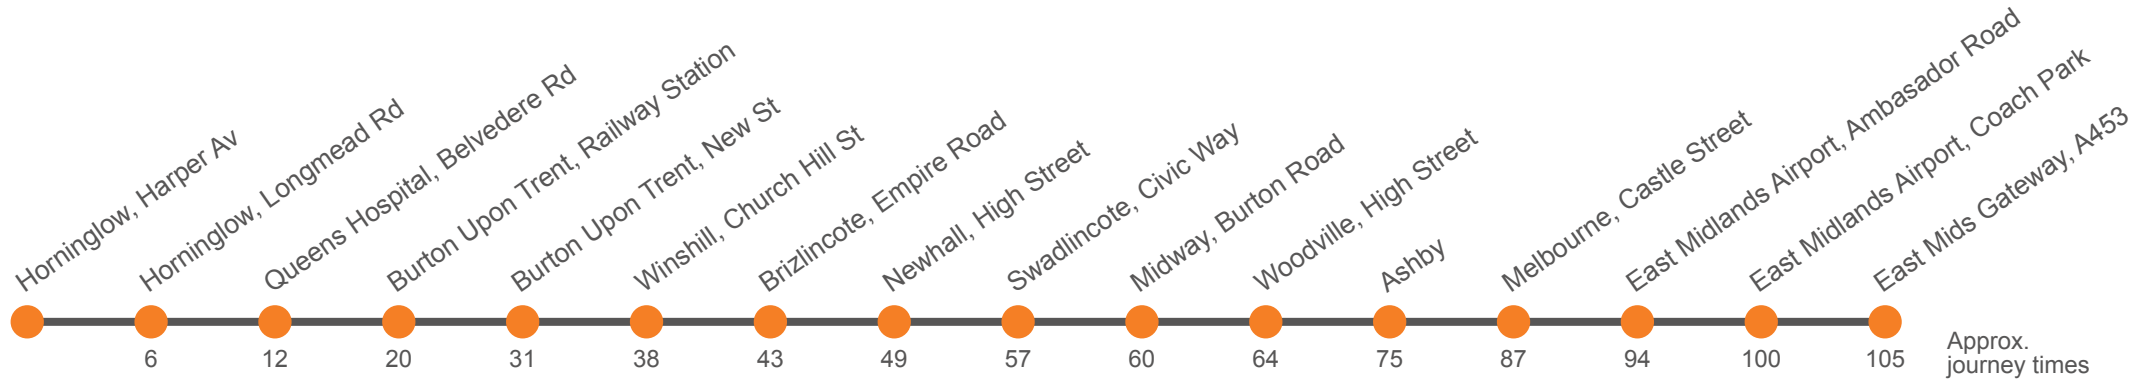 Horninglow, Harper Av
Horninglow, Longmead Rd
Queens Hospital, Belvedere Rd
Burton Upon Trent, Railway Station
Burton Upon Trent, New St
Winshill, Church Hill St
Brizlincote, Empire Road
Newhall, High Street
Swadlincote, Civic Way
Midway, Burton Road
Woodville, High Street
Ashby
Melbourne, Castle Street
East Midlands Airport, Ambasador Road
East Midlands Airport, Coach Park
East Mids Gateway, A453
6 12 20 31 38 43 49 57 60 64 75 87 94 100 105
Approx.
journey times